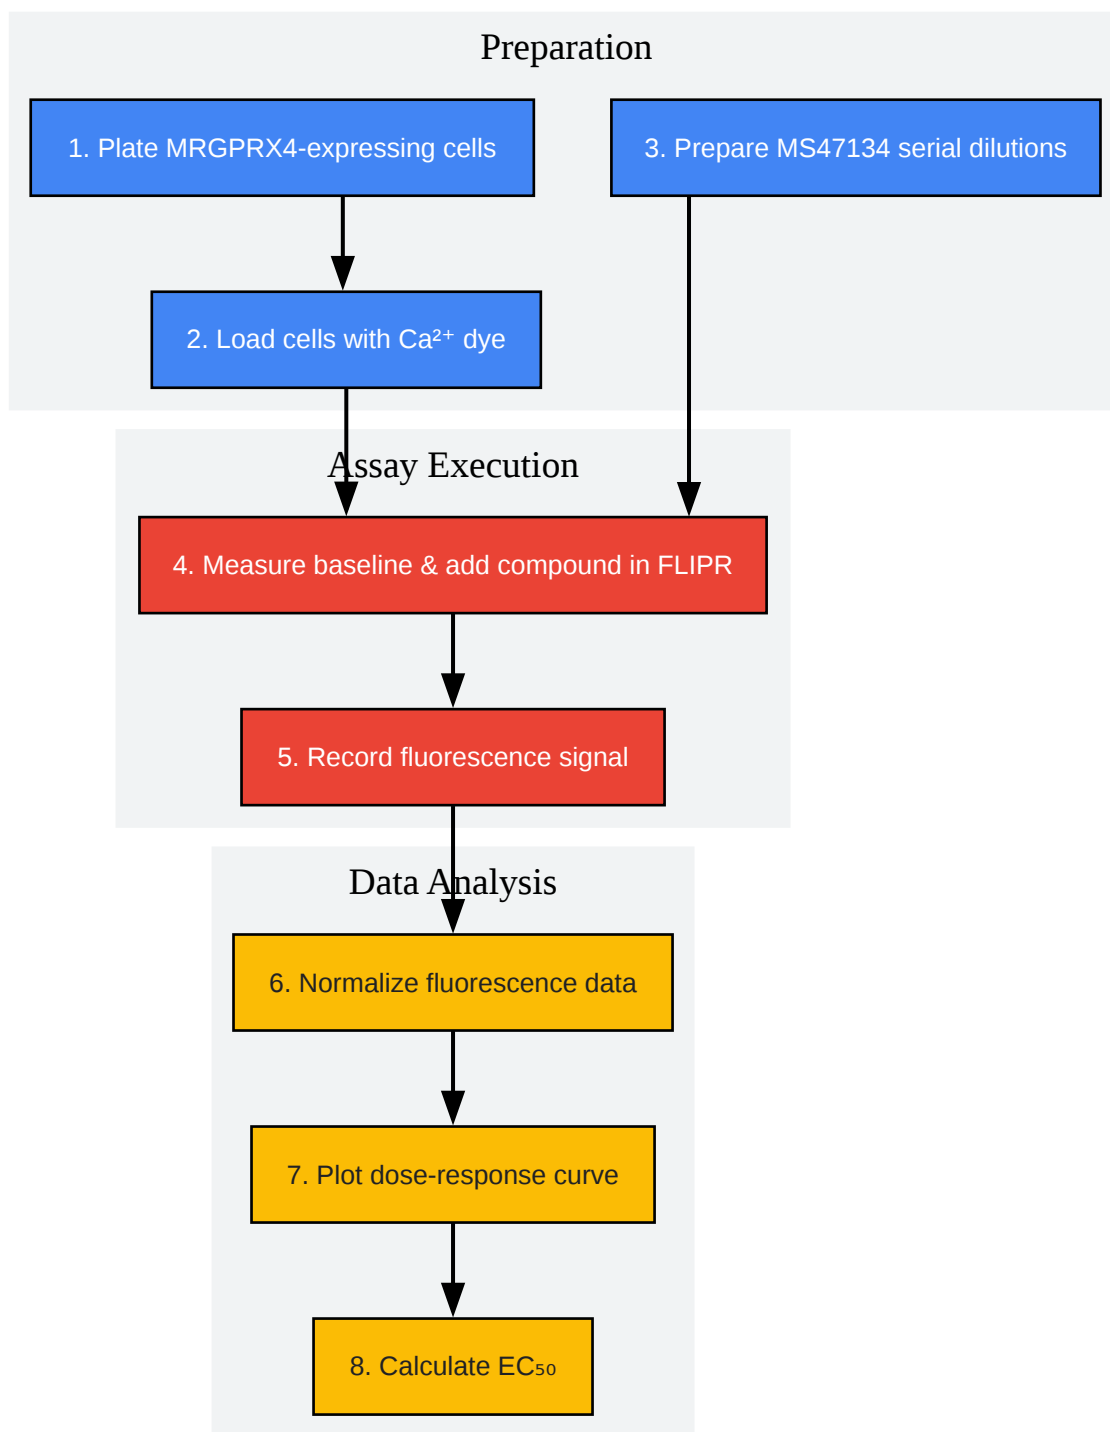 Preparation
1. Plate MRGPRX4-expressing cells
3. Prepare MS47134 serial dilutions
2. Load cells with Ca²⁺ dye
Assay Execution
4. Measure baseline & add compound in FLIPR
5. Record fluorescence signal
Data Analysis
6. Normalize fluorescence data
7. Plot dose-response curve
8. Calculate EC₅₀